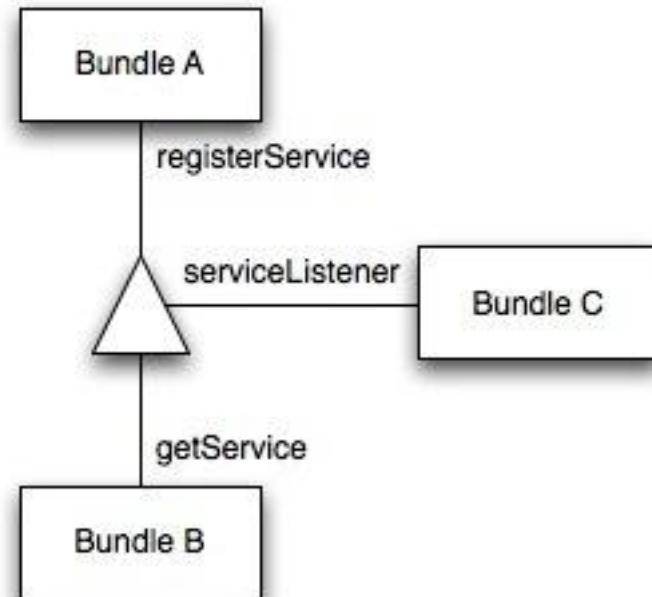 Bundle A
registerService
serviceListener
Bundle C
getService
Bundle B